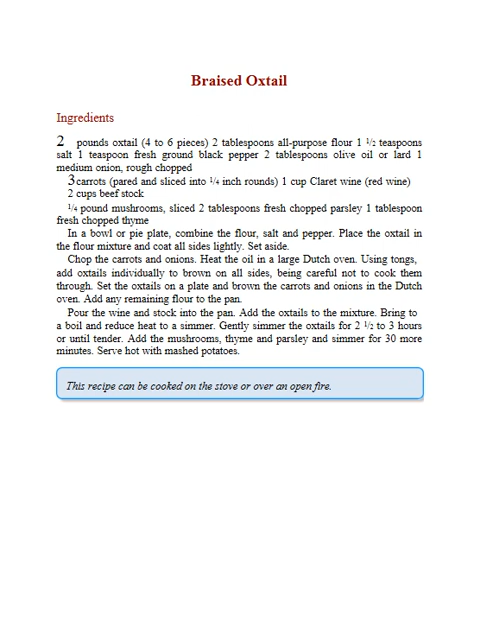 Braised Oxtail
Ingredients
2 pounds oxtail (4 to 6 pieces) 2 tablespoons all-purpose flour 1 1/2 teaspoons
salt 1 teaspoon fresh ground black pepper 2 tablespoons olive oil or lard 1
medium onion, rough chopped
3carrots (pared and sliced into 1/4 inch rounds) 1 cup Claret wine (red wine)
2 cups beef stock
1/4 pound mushrooms, sliced 2 tablespoons fresh chopped parsley 1 tablespoon
fresh chopped thyme
In a bowl or pie plate, combine the flour, salt and pepper. Place the oxtail in
the flour mixture and coat all sides lightly. Set aside.
Chop the carrots and onions. Heat the oil in a large Dutch oven. Using tongs,
add oxtails individually to brown on all sides, being careful not to cook them
through. Set the oxtails on a plate and brown the carrots and onions in the Dutch
oven. Add any remaining flour to the pan.
Pour the wine and stock into the pan. Add the oxtails to the mixture. Bring to
a boil and reduce heat to a simmer. Gently simmer the oxtails for 2 1/2 to 3 hours
or until tender. Add the mushrooms, thyme and parsley and simmer for 30 more
minutes. Serve hot with mashed potatoes.
This recipe can be cooked on the stove or over an open fire.